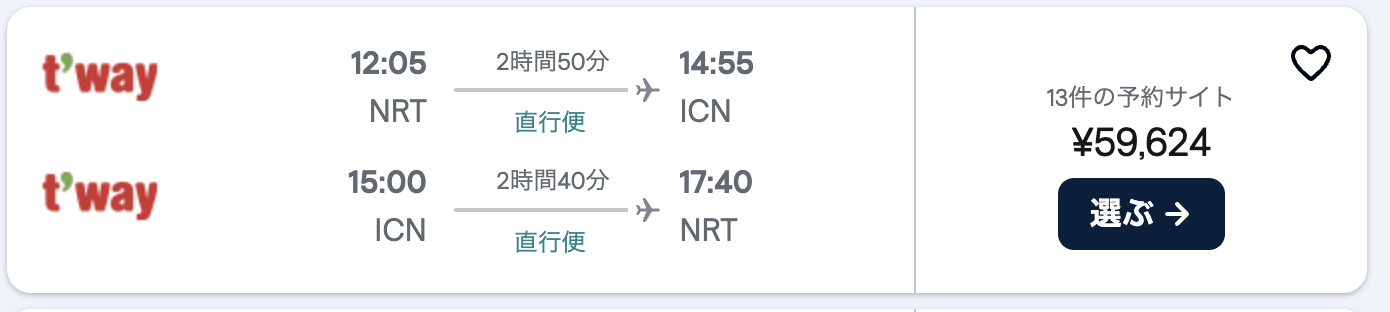 t'way
12:05
2時間50分
14:55
NRT
直行便
ICN
t'way
15:00
2時間40分
17:40
ICN
直行便
NRT
13件の予約サイト
¥59,624
選ぶ →